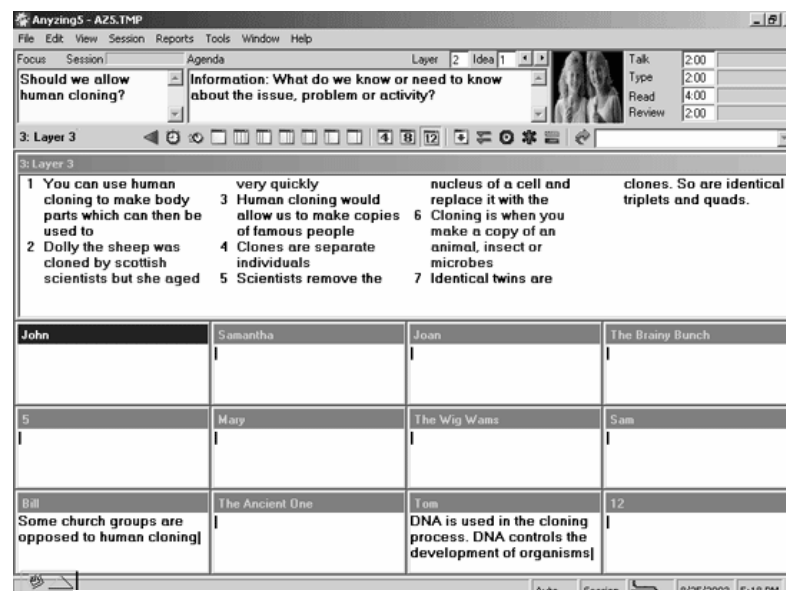 Anyzing5 - AZ5.TMP
File Edit View Session Reports Tools Window Help
Focus Session Agenda Layer 2 Idea 1
Should we allow
human cloning?
Information: What do we know or need to know
about the issue, problem or activity?
Talk 2:00
Type 2:00
Read 4:00
Review 2:00
3: Layer 3
4 8 12
3: Layer 3
1 You can use human
cloning to make body
parts which can then be
used to
2 Dolly the sheep was
cloned by scottish
scientists but she aged
very quickly
3 Human cloning would
allow us to make copies
of famous people
4 Clones are separate
individuals
5 Scientists remove the
nucleus of a cell and
replace it with the
6 Cloning is when you
make a copy of an
animal, insect or
microbes
7 Identical twins are
clones. So are identical
triplets and quads.
John
Samantha
Joan
The Brainy Bunch
5
Mary
The Wig Wams
Sam
Bill
Some church groups are
opposed to human cloning
The Ancient One
Tom
DNA is used in the cloning
process. DNA controls the
development of organisms
12